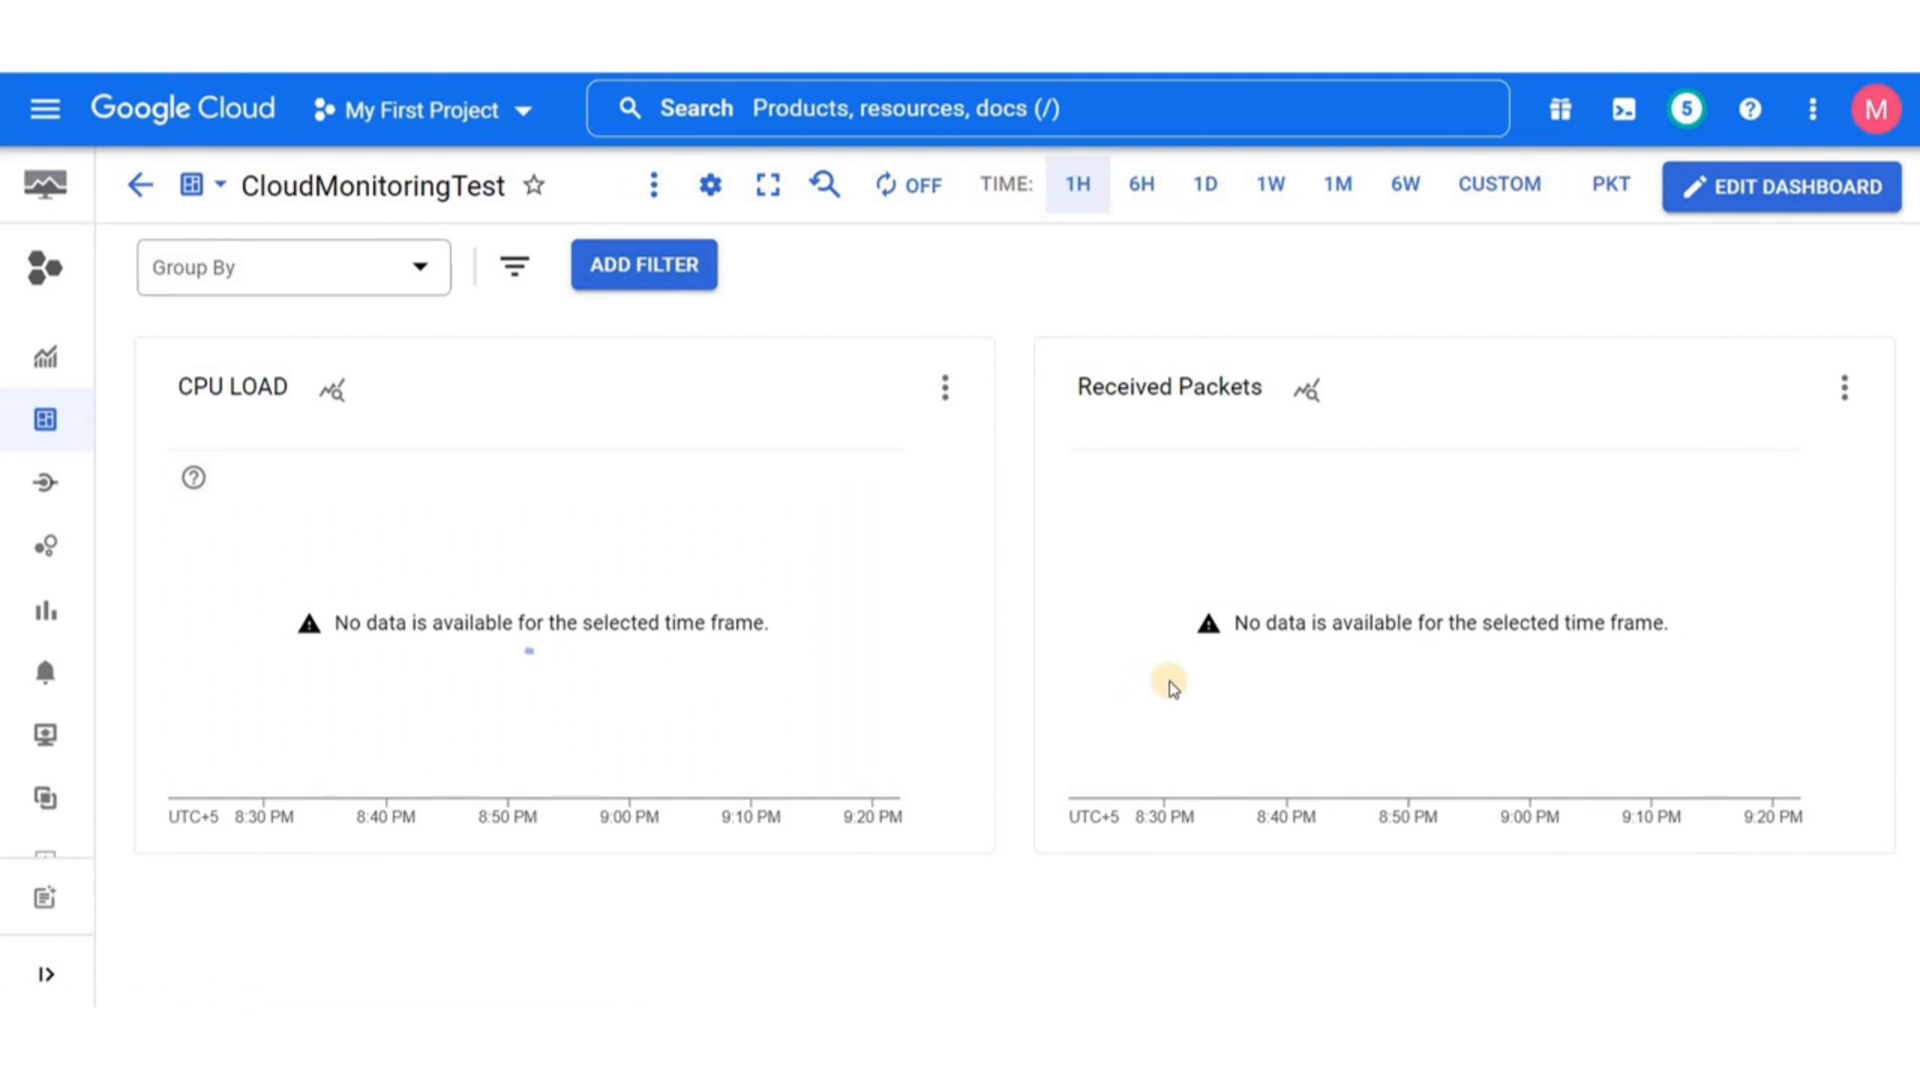 Google Cloud My First Project Search Products, resources, docs (/) 5 M
CloudMonitoringTest OFF TIME: 1H 6H 1D 1W 1M 6W CUSTOM PKT EDIT DASHBOARD
Group By ADD FILTER
CPU LOAD
No data is available for the selected time frame.
UTC+5 8:30 PM 8:40 PM 8:50 PM 9:00 PM 9:10 PM 9:20 PM
Received Packets
No data is available for the selected time frame.
UTC+5 8:30 PM 8:40 PM 8:50 PM 9:00 PM 9:10 PM 9:20 PM